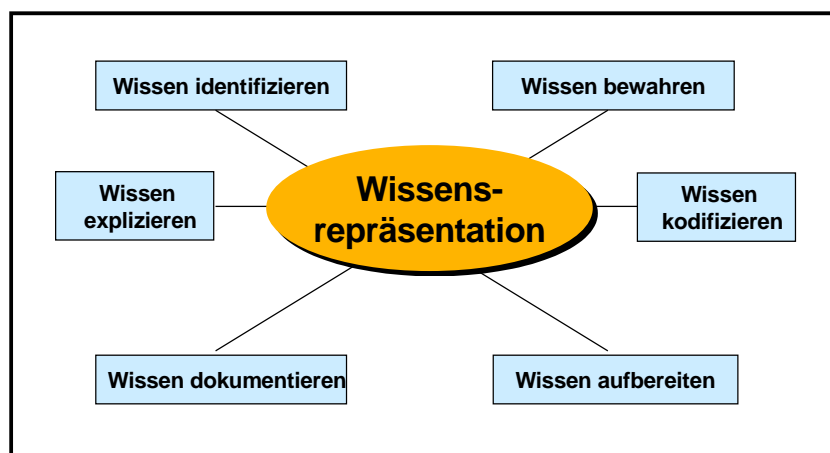 Wissen identifizieren
Wissen bewahren
Wissen
explizieren
Wissens-
repräsentation
Wissen
kodifizieren
Wissen dokumentieren
Wissen aufbereiten